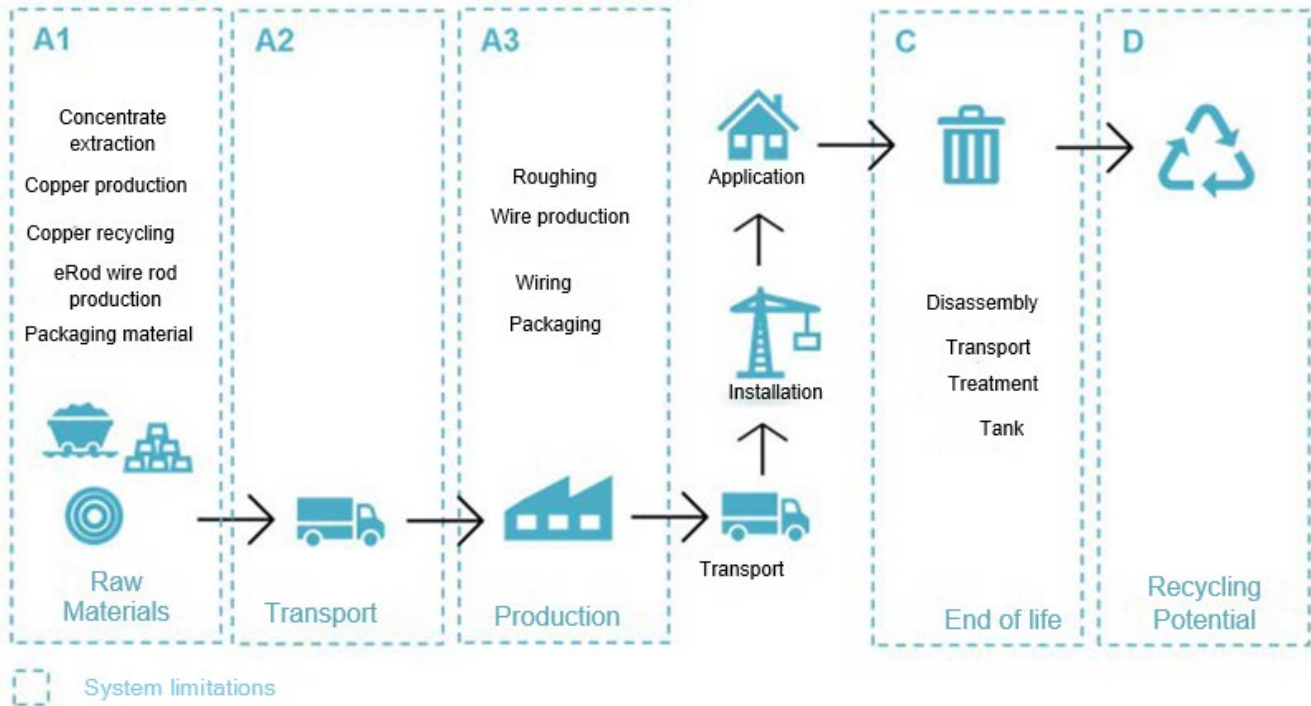 A1
Concentrate
extraction
Copper production
Copper recycling
eRod wire rod
production
Packaging material
Raw
Materials
A2
Transport
A3
Roughing
Wire production
Wiring
Packaging
Production
Application
Installation
Transport
C
Disassembly
Transport
Treatment
Tank
End of life
D
Recycling
Potential
System limitations